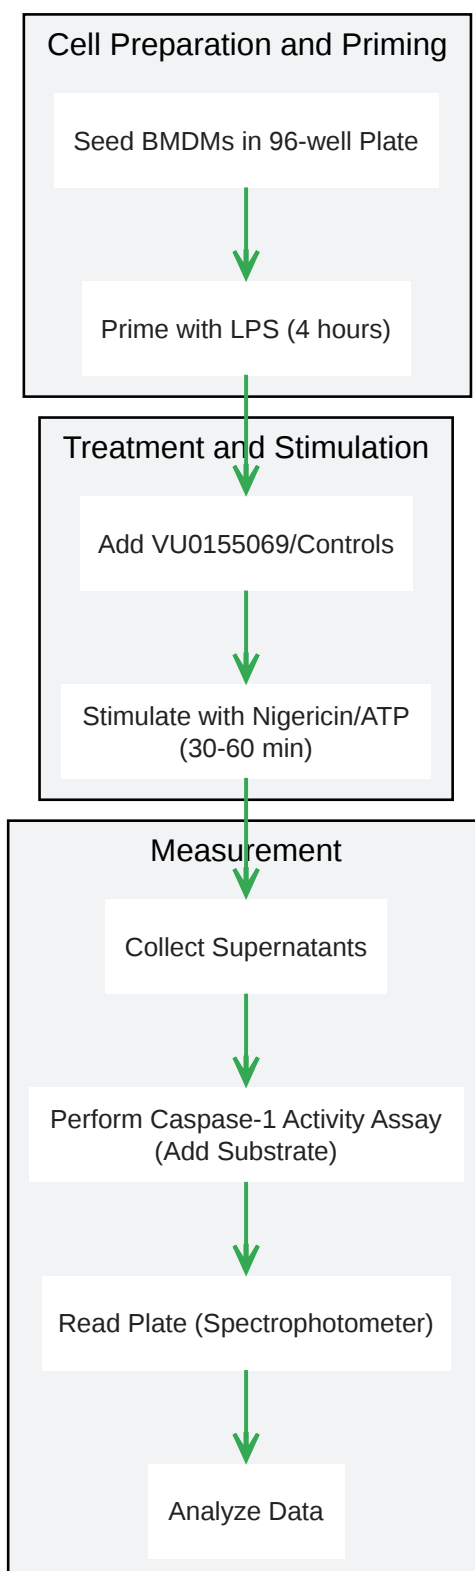 Cell Preparation and Priming
Seed BMDMs in 96-well Plate
Prime with LPS (4 hours)
Treatment and Stimulation
Add VU0155069/Controls
Stimulate with Nigericin/ATP
(30-60 min)
Measurement
Collect Supernatants
Perform Caspase-1 Activity Assay
(Add Substrate)
Read Plate (Spectrophotometer)
Analyze Data